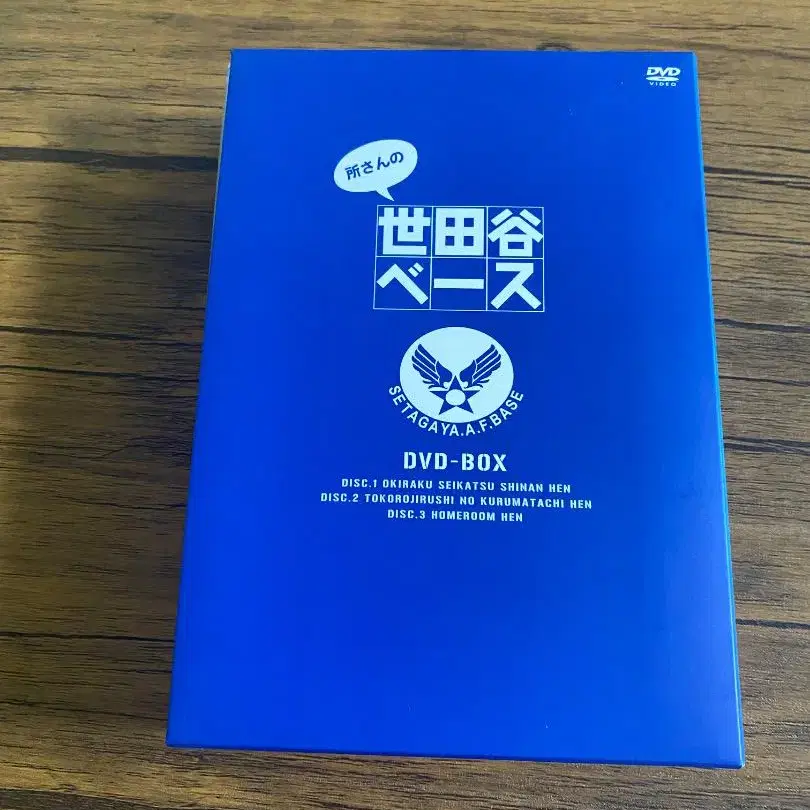 DVD
VIDEO
所さんの
世田谷
ベース
SETAGAYA.A.F.BASE
DVD-BOX
DISC.1 OKIRAKU SEIKATSU SHINAN HEN
DISC.2 TOKOROJIRUSHI NO KURUMATACHI HEN
DISC.3 HOMEROOM HEN